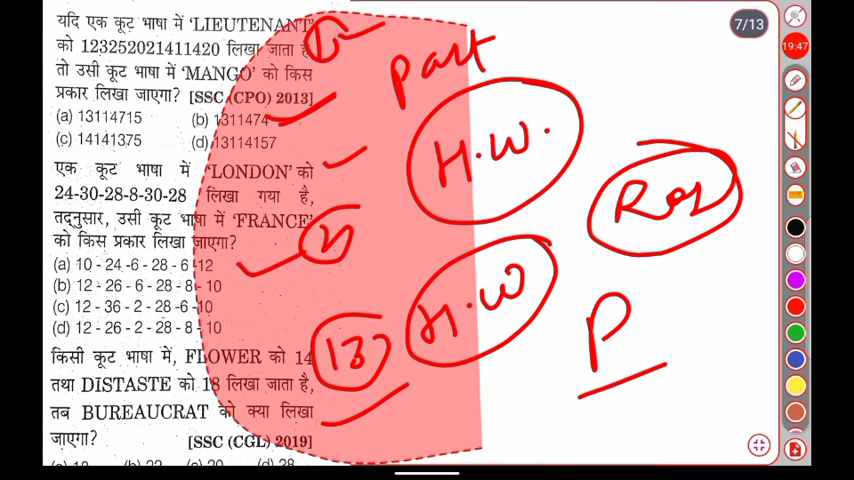 7/13
19:47
यदि एक कूट भाषा में 'LIEUTENANT'
को 123252021411420 लिखा जाता है
तो उसी कूट भाषा में 'MANGO' को किस
प्रकार लिखा जाएगा? [SSC (CPO) 2013]
(a) 13114715 (b) 1311474
(c) 14141375 (d) 13114157
एक कूट भाषा में 'LONDON' को
24-30-28-8-30-28 लिखा गया है,
तद्नुसार, उसी कूट भाषा में 'FRANCE'
को किस प्रकार लिखा जाएगा?
(a) 10 - 24 - 6 - 28 - 6 - 12
(b) 12 - 26 - 6 - 28 - 8 - 10
(c) 12 - 36 - 2 - 28 - 6 - 10
(d) 12 - 26 - 2 - 28 - 8 - 10
किसी कूट भाषा में, FLOWER को 14
तथा DISTASTE को 18 लिखा जाता है,
तब BUREAUCRAT को क्या लिखा
जाएगा? [SSC (CGL) 2019]
Part
H.W.
H.W
13
P